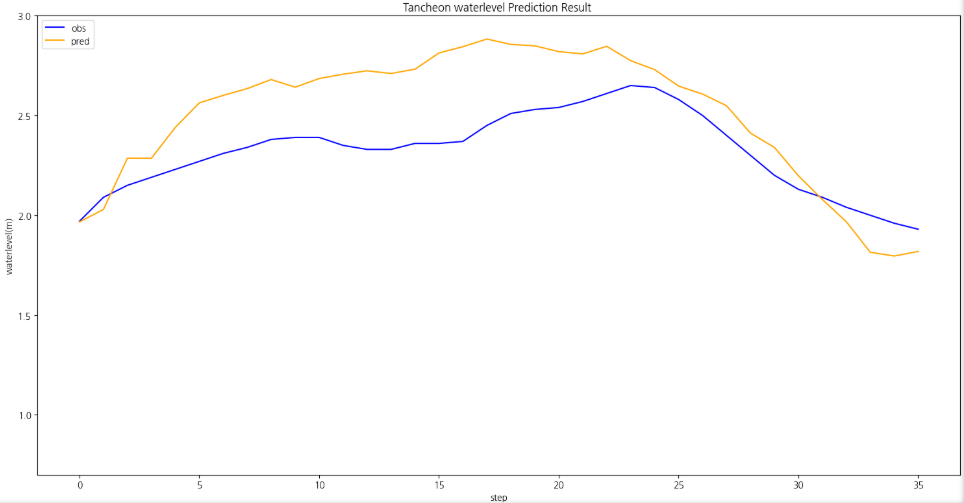 Tancheon waterlevel Prediction Result
obs
pred
waterlevel(m)
3.0
2.5
2.0
1.5
1.0
0 5 10 15 20 25 30 35
step